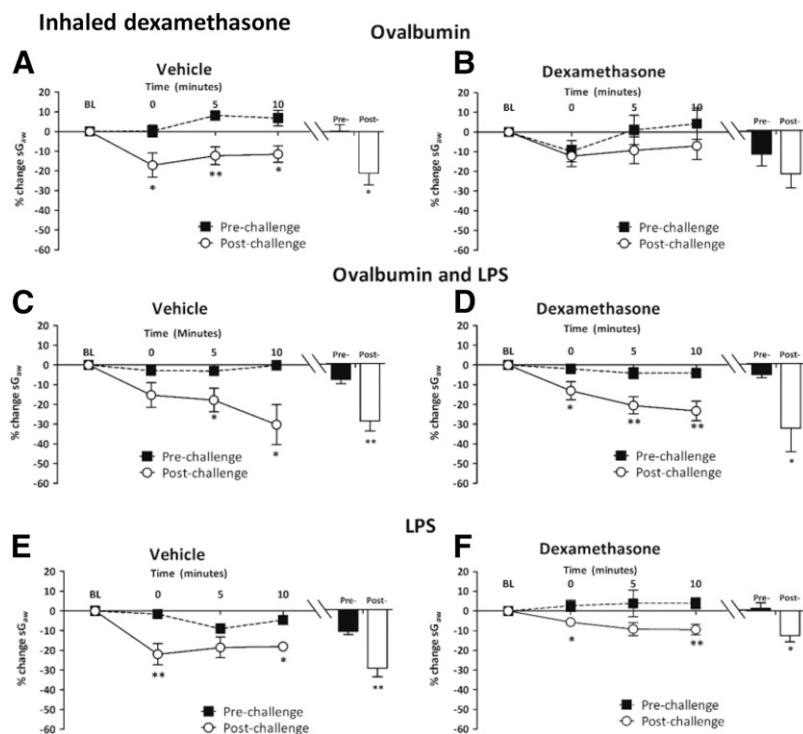 Inhaled dexamethasone
Ovalbumin
A
Vehicle
Time (minutes)
BL 0 5 10 Pre- Post-
% change sGaw
20
10
0
-10
-20
-30
-40
-50
-60
* ** * *
Pre-challenge
Post-challenge
B
Dexamethasone
Time (minutes)
BL 0 5 10 Pre- Post-
% change sGaw
20
10
0
-10
-20
-30
-40
-50
-60
Pre-challenge
Post-challenge
Ovalbumin and LPS
C
Vehicle
Time (Minutes)
BL 0 5 10 Pre- Post-
% change sGaw
20
10
0
-10
-20
-30
-40
-50
-60
* * **
Pre-challenge
Post-challenge
D
Dexamethasone
Time (minutes)
BL 0 5 10 Pre- Post-
% change sGaw
20
10
0
-10
-20
-30
-40
-50
-60
* ** ** *
Pre-challenge
Post-challenge
LPS
E
Vehicle
Time (minutes)
BL 0 5 10 Pre- Post-
% change sGaw
20
10
0
-10
-20
-30
-40
-50
-60
** * **
Pre-challenge
Post-challenge
F
Dexamethasone
Time (minutes)
BL 0 5 10 Pre- Post-
% change sGaw
20
10
0
-10
-20
-30
-40
-50
-60
* ** *
Pre-challenge
Post-challenge